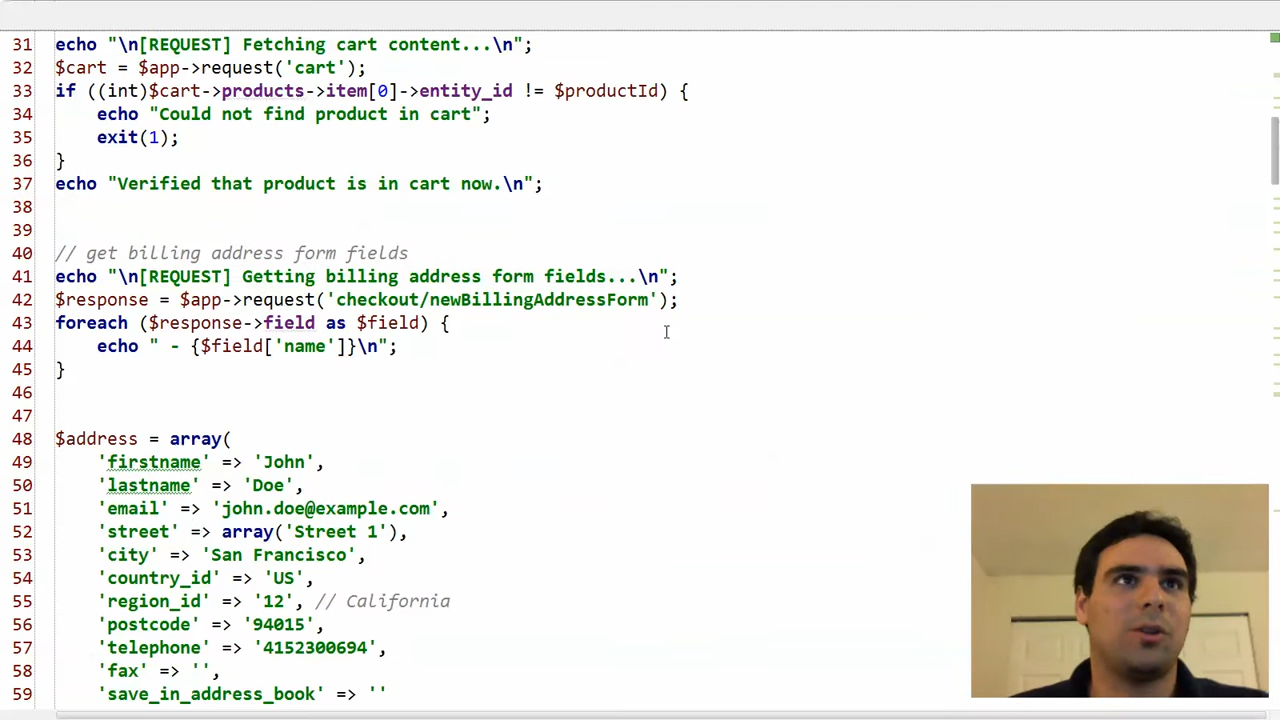 31 echo "\n[REQUEST] Fetching cart content...\n";
32 $cart = $app->request('cart');
33 if ((int)$cart->products->item[0]->entity_id != $productId) {
34 echo "Could not find product in cart";
35 exit(1);
36 }
37 echo "Verified that product is in cart now.\n";
38
39
40 // get billing address form fields
41 echo "\n[REQUEST] Getting billing address form fields...\n";
42 $response = $app->request('checkout/newBillingAddressForm');
43 foreach ($response->field as $field) {
44 echo " - {$field['name']}\n";
45 }
46
47
48 $address = array(
49 'firstname' => 'John',
50 'lastname' => 'Doe',
51 'email' => 'john.doe@example.com',
52 'street' => array('Street 1'),
53 'city' => 'San Francisco',
54 'country_id' => 'US',
55 'region_id' => '12', // California
56 'postcode' => '94015',
57 'telephone' => '4152300694',
58 'fax' => '',
59 'save_in_address_book' => ''